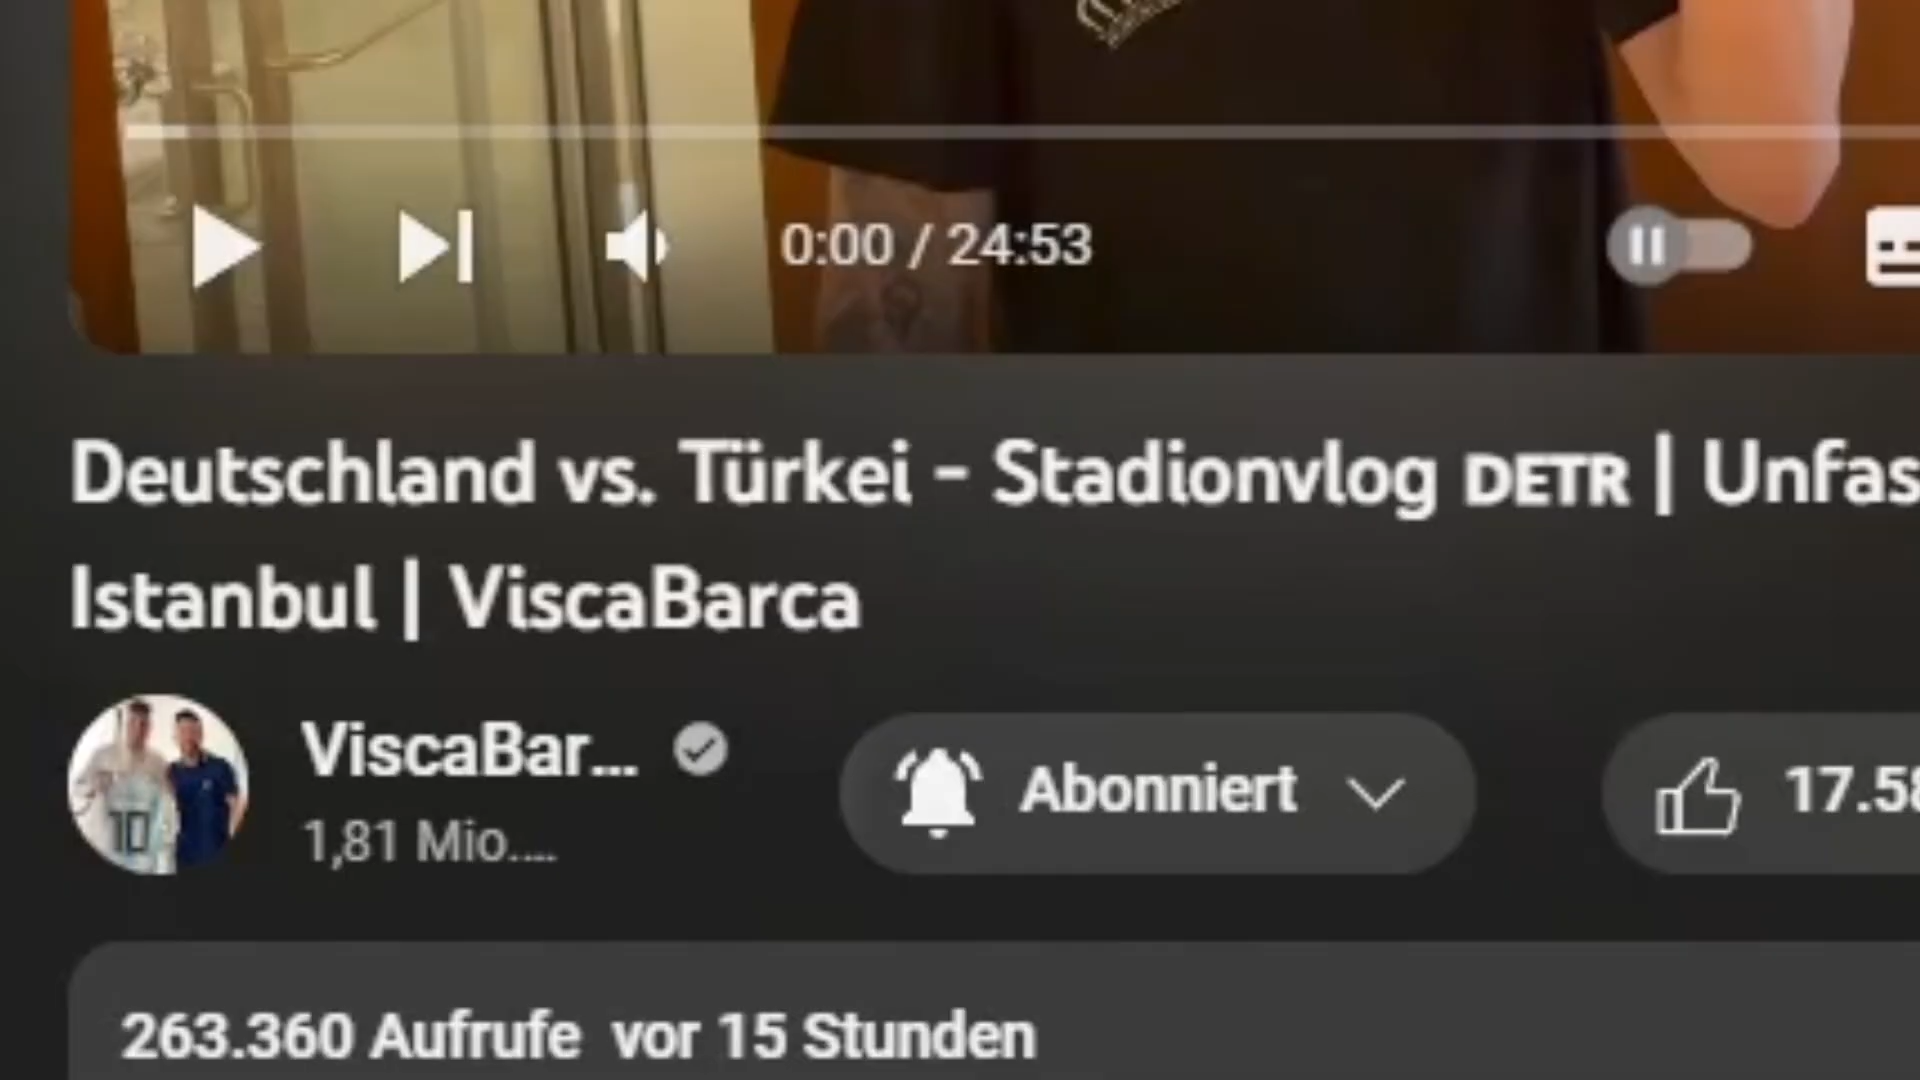 0:00 / 24:53
Deutschland vs. Türkei - Stadionvlog DETR | Unfas
Istanbul | ViscaBarca
ViscaBar...
1,81 Mio....
Abonniert
17.58
263.360 Aufrufe vor 15 Stunden
10